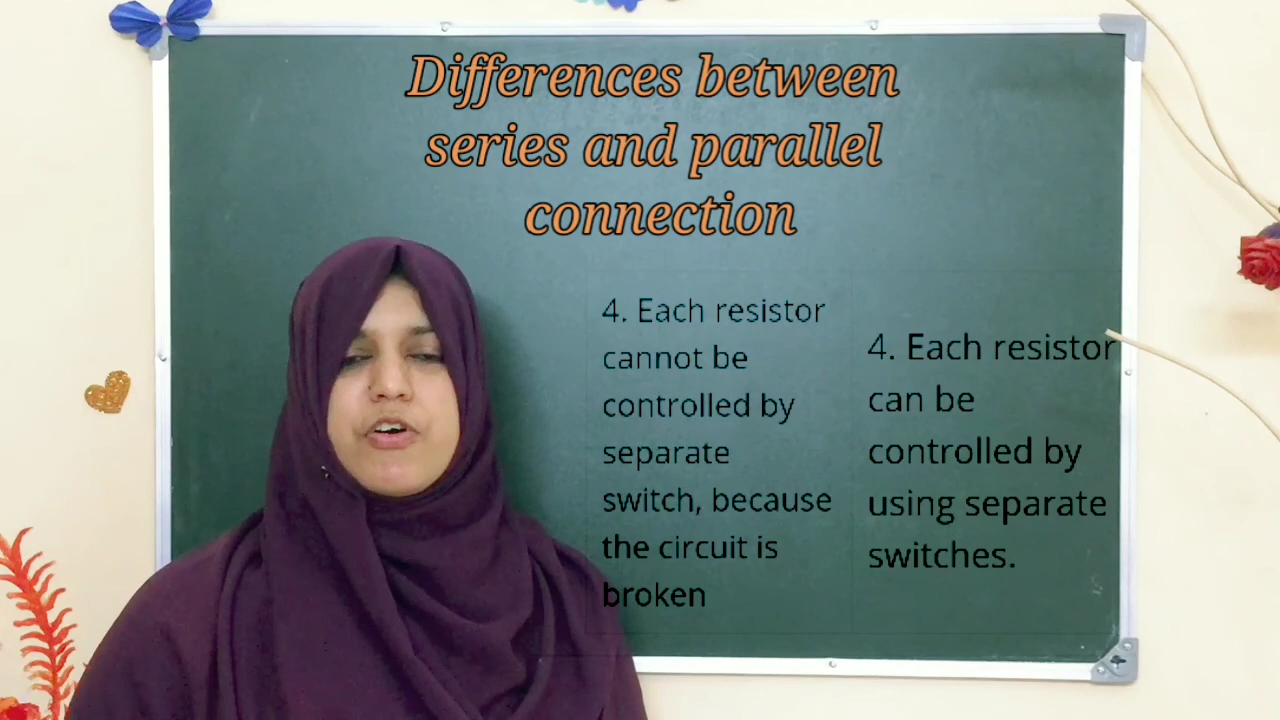 Differences between
series and parallel
connection
4. Each resistor
cannot be
controlled by
separate
switch, because
the circuit is
broken
4. Each resistor
can be
controlled by
using separate
switches.